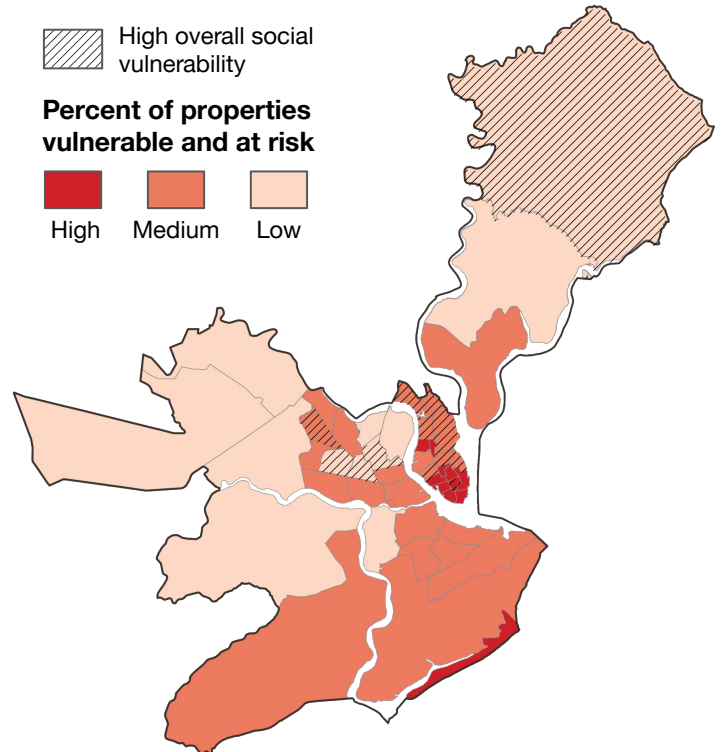 High overall social
vulnerability
Percent of properties
vulnerable and at risk
High Medium Low